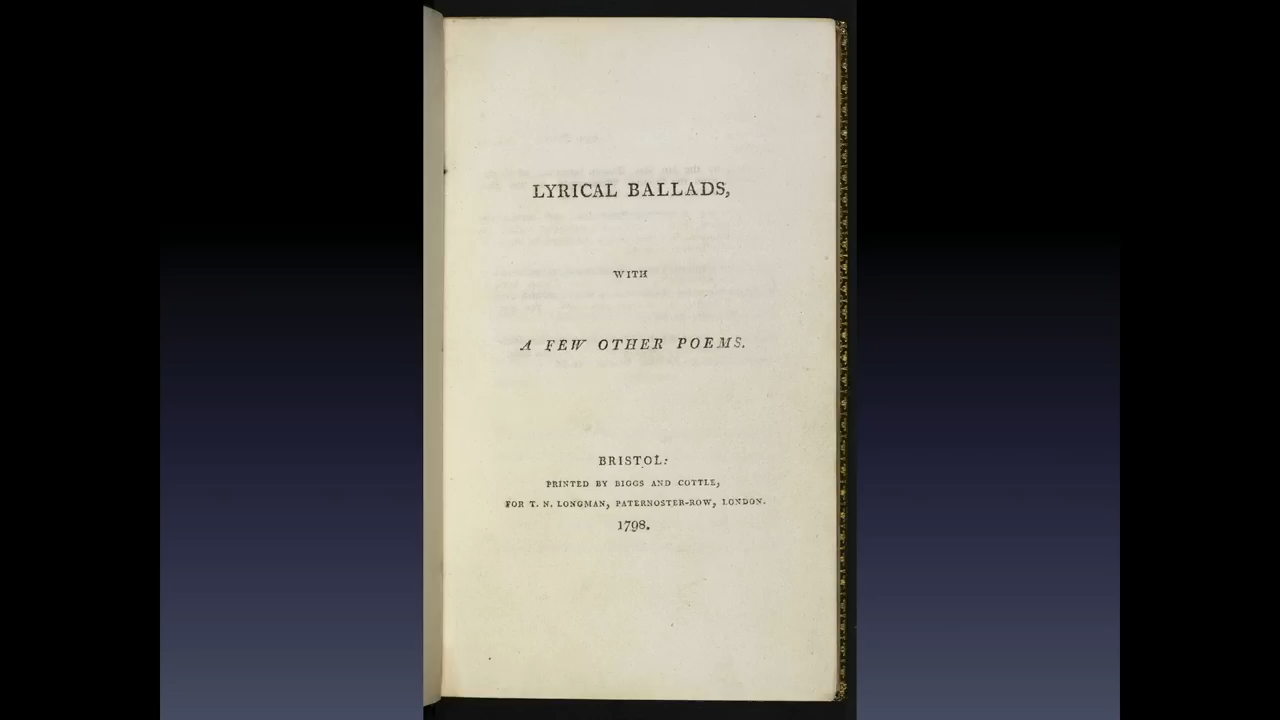 LYRICAL BALLADS,
WITH
A FEW OTHER POEMS.
BRISTOL:
PRINTED BY BIGGS AND COTTLE,
FOR T. N. LONGMAN, PATERNOSTER-ROW, LONDON.
1798.